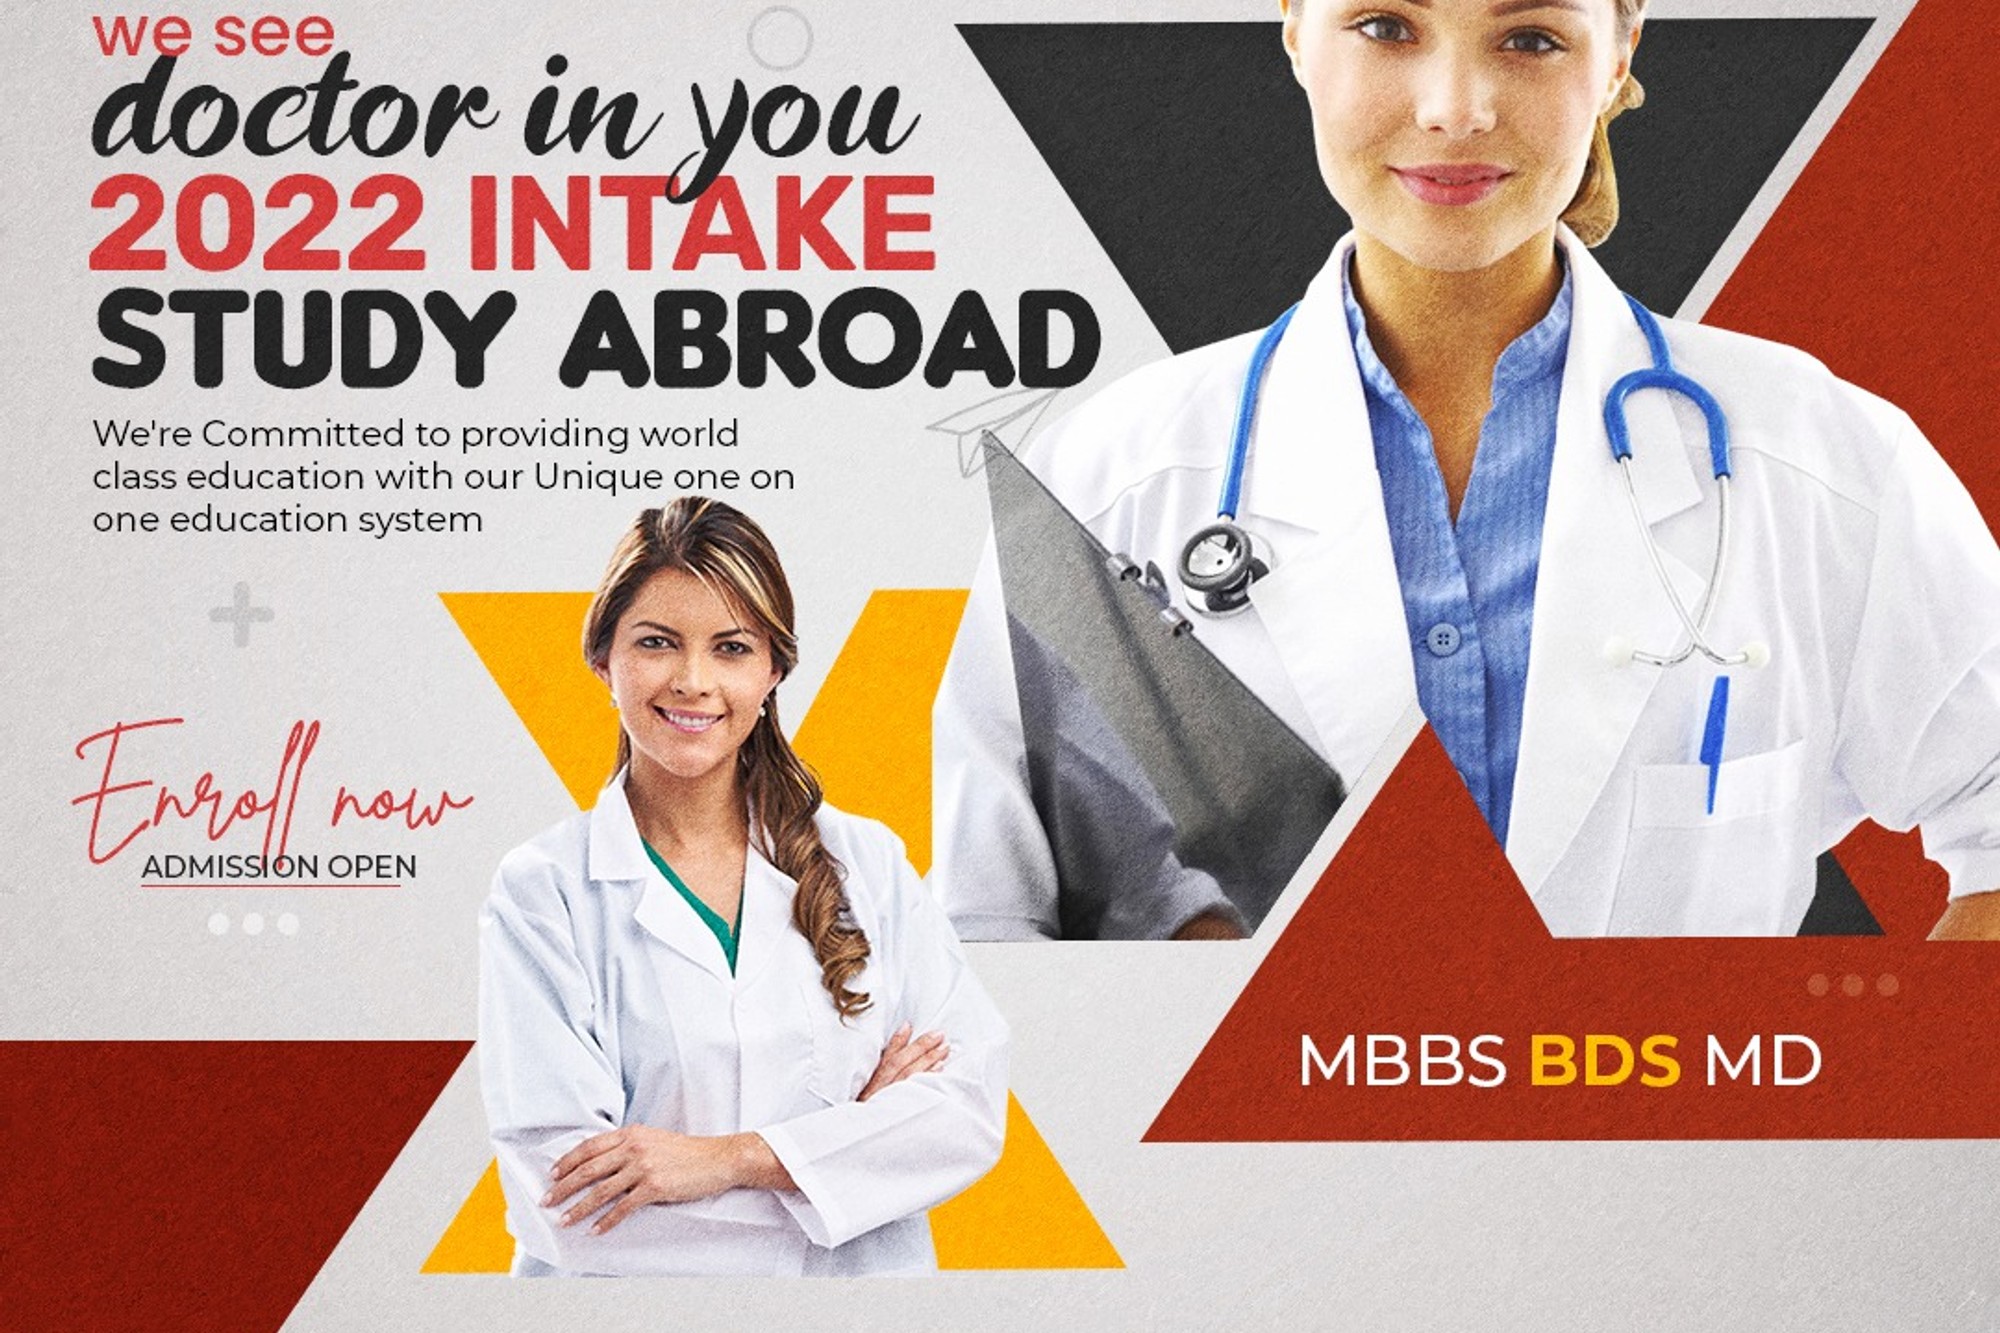 we see
doctor in you
2022 INTAKE
STUDY ABROAD
We're Committed to providing world
class education with our Unique one on
one education system
Enroll now
ADMISSION OPEN
MBBS BDS MD